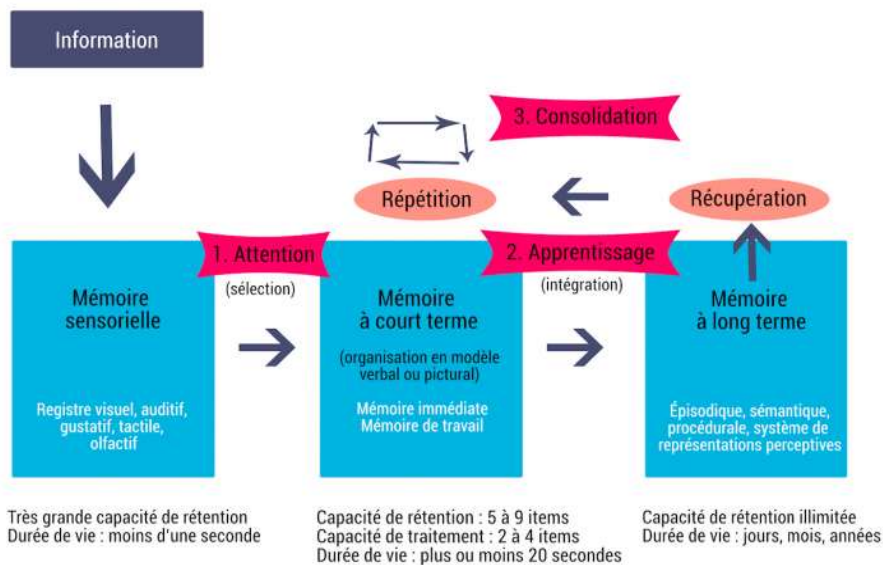 Information
3. Consolidation
Répétition
Récupération
1. Attention
(sélection)
2. Apprentissage
(intégration)
Mémoire
sensorielle
Registre visuel, auditif,
gustatif, tactile,
olfactif
Mémoire
à court terme
(organisation en modèle
verbal ou pictural)
Mémoire immédiate
Mémoire de travail
Mémoire
à long terme
Épisodique, sémantique,
procédurale, système de
représentations perceptives
Très grande capacité de rétention
Durée de vie : moins d'une seconde
Capacité de rétention : 5 à 9 items
Capacité de traitement : 2 à 4 items
Durée de vie : plus ou moins 20 secondes
Capacité de rétention illimitée
Durée de vie : jours, mois, années